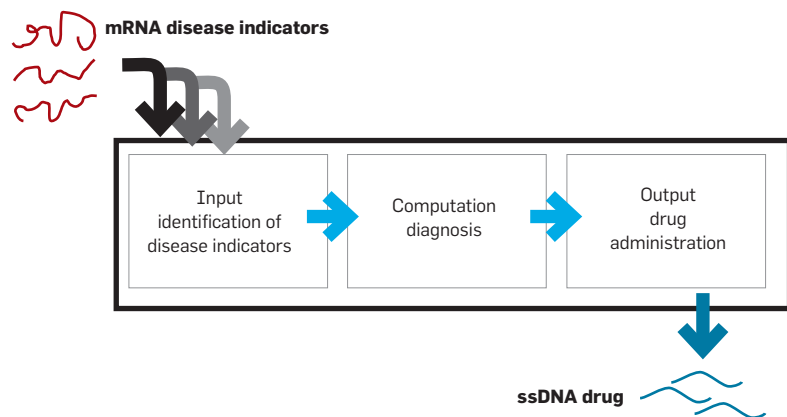 mRNA disease indicators
Input
identification of
disease indicators
Computation
diagnosis
Output
drug
administration
ssDNA drug